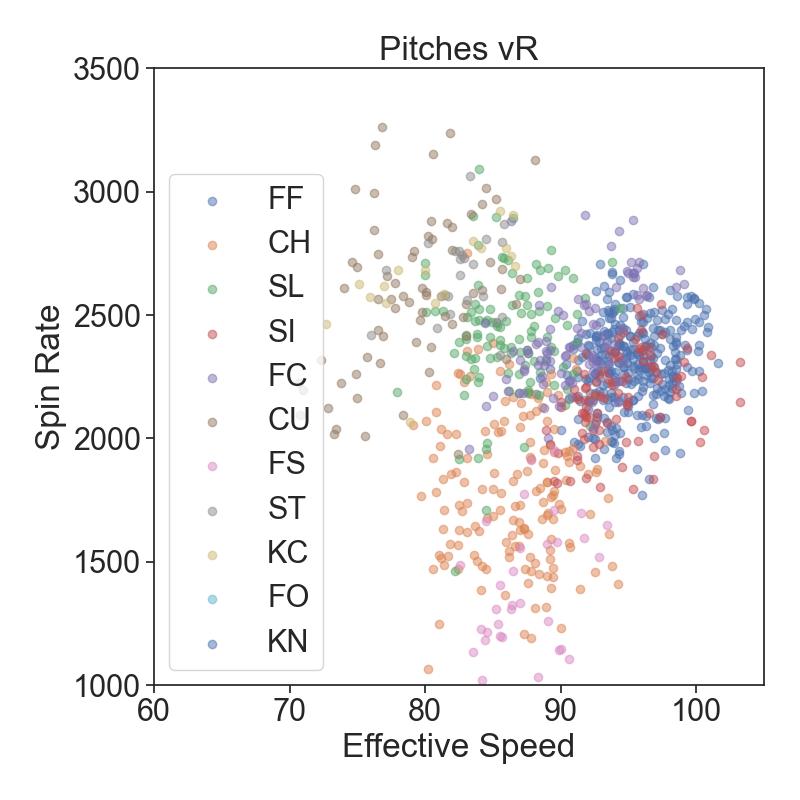 Pitches vR
3500
3000
2500
2000
1500
1000
Spin Rate
FF
CH
SL
SI
FC
CU
FS
ST
KC
FO
KN
60 70 80 90 100
Effective Speed